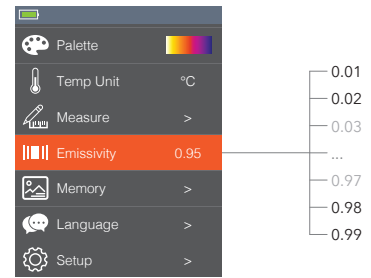 Palette
Temp Unit °C
Measure >
Emissivity 0.95
Memory >
Language >
Setup >
0.01
0.02
0.03
...
0.97
0.98
0.99